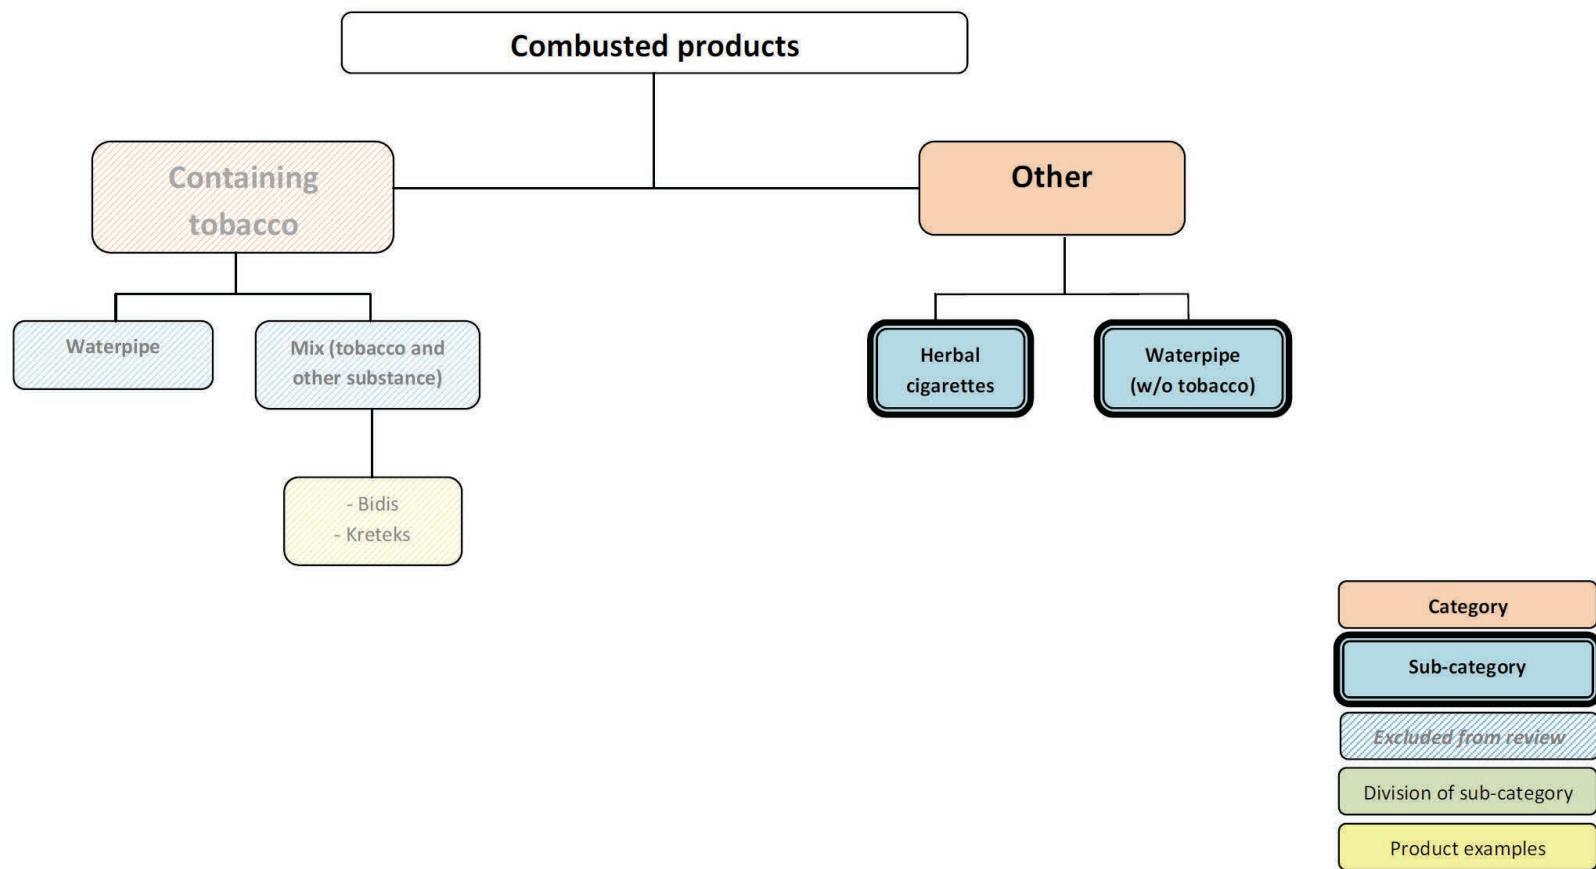 Combusted products
Containing
tobacco
Other
Waterpipe
Mix (tobacco and
other substance)
Herbal
cigarettes
Waterpipe
(w/o tobacco)
- Bidis
- Kreteks
Category
Sub-category
Excluded from review
Division of sub-category
Product examples